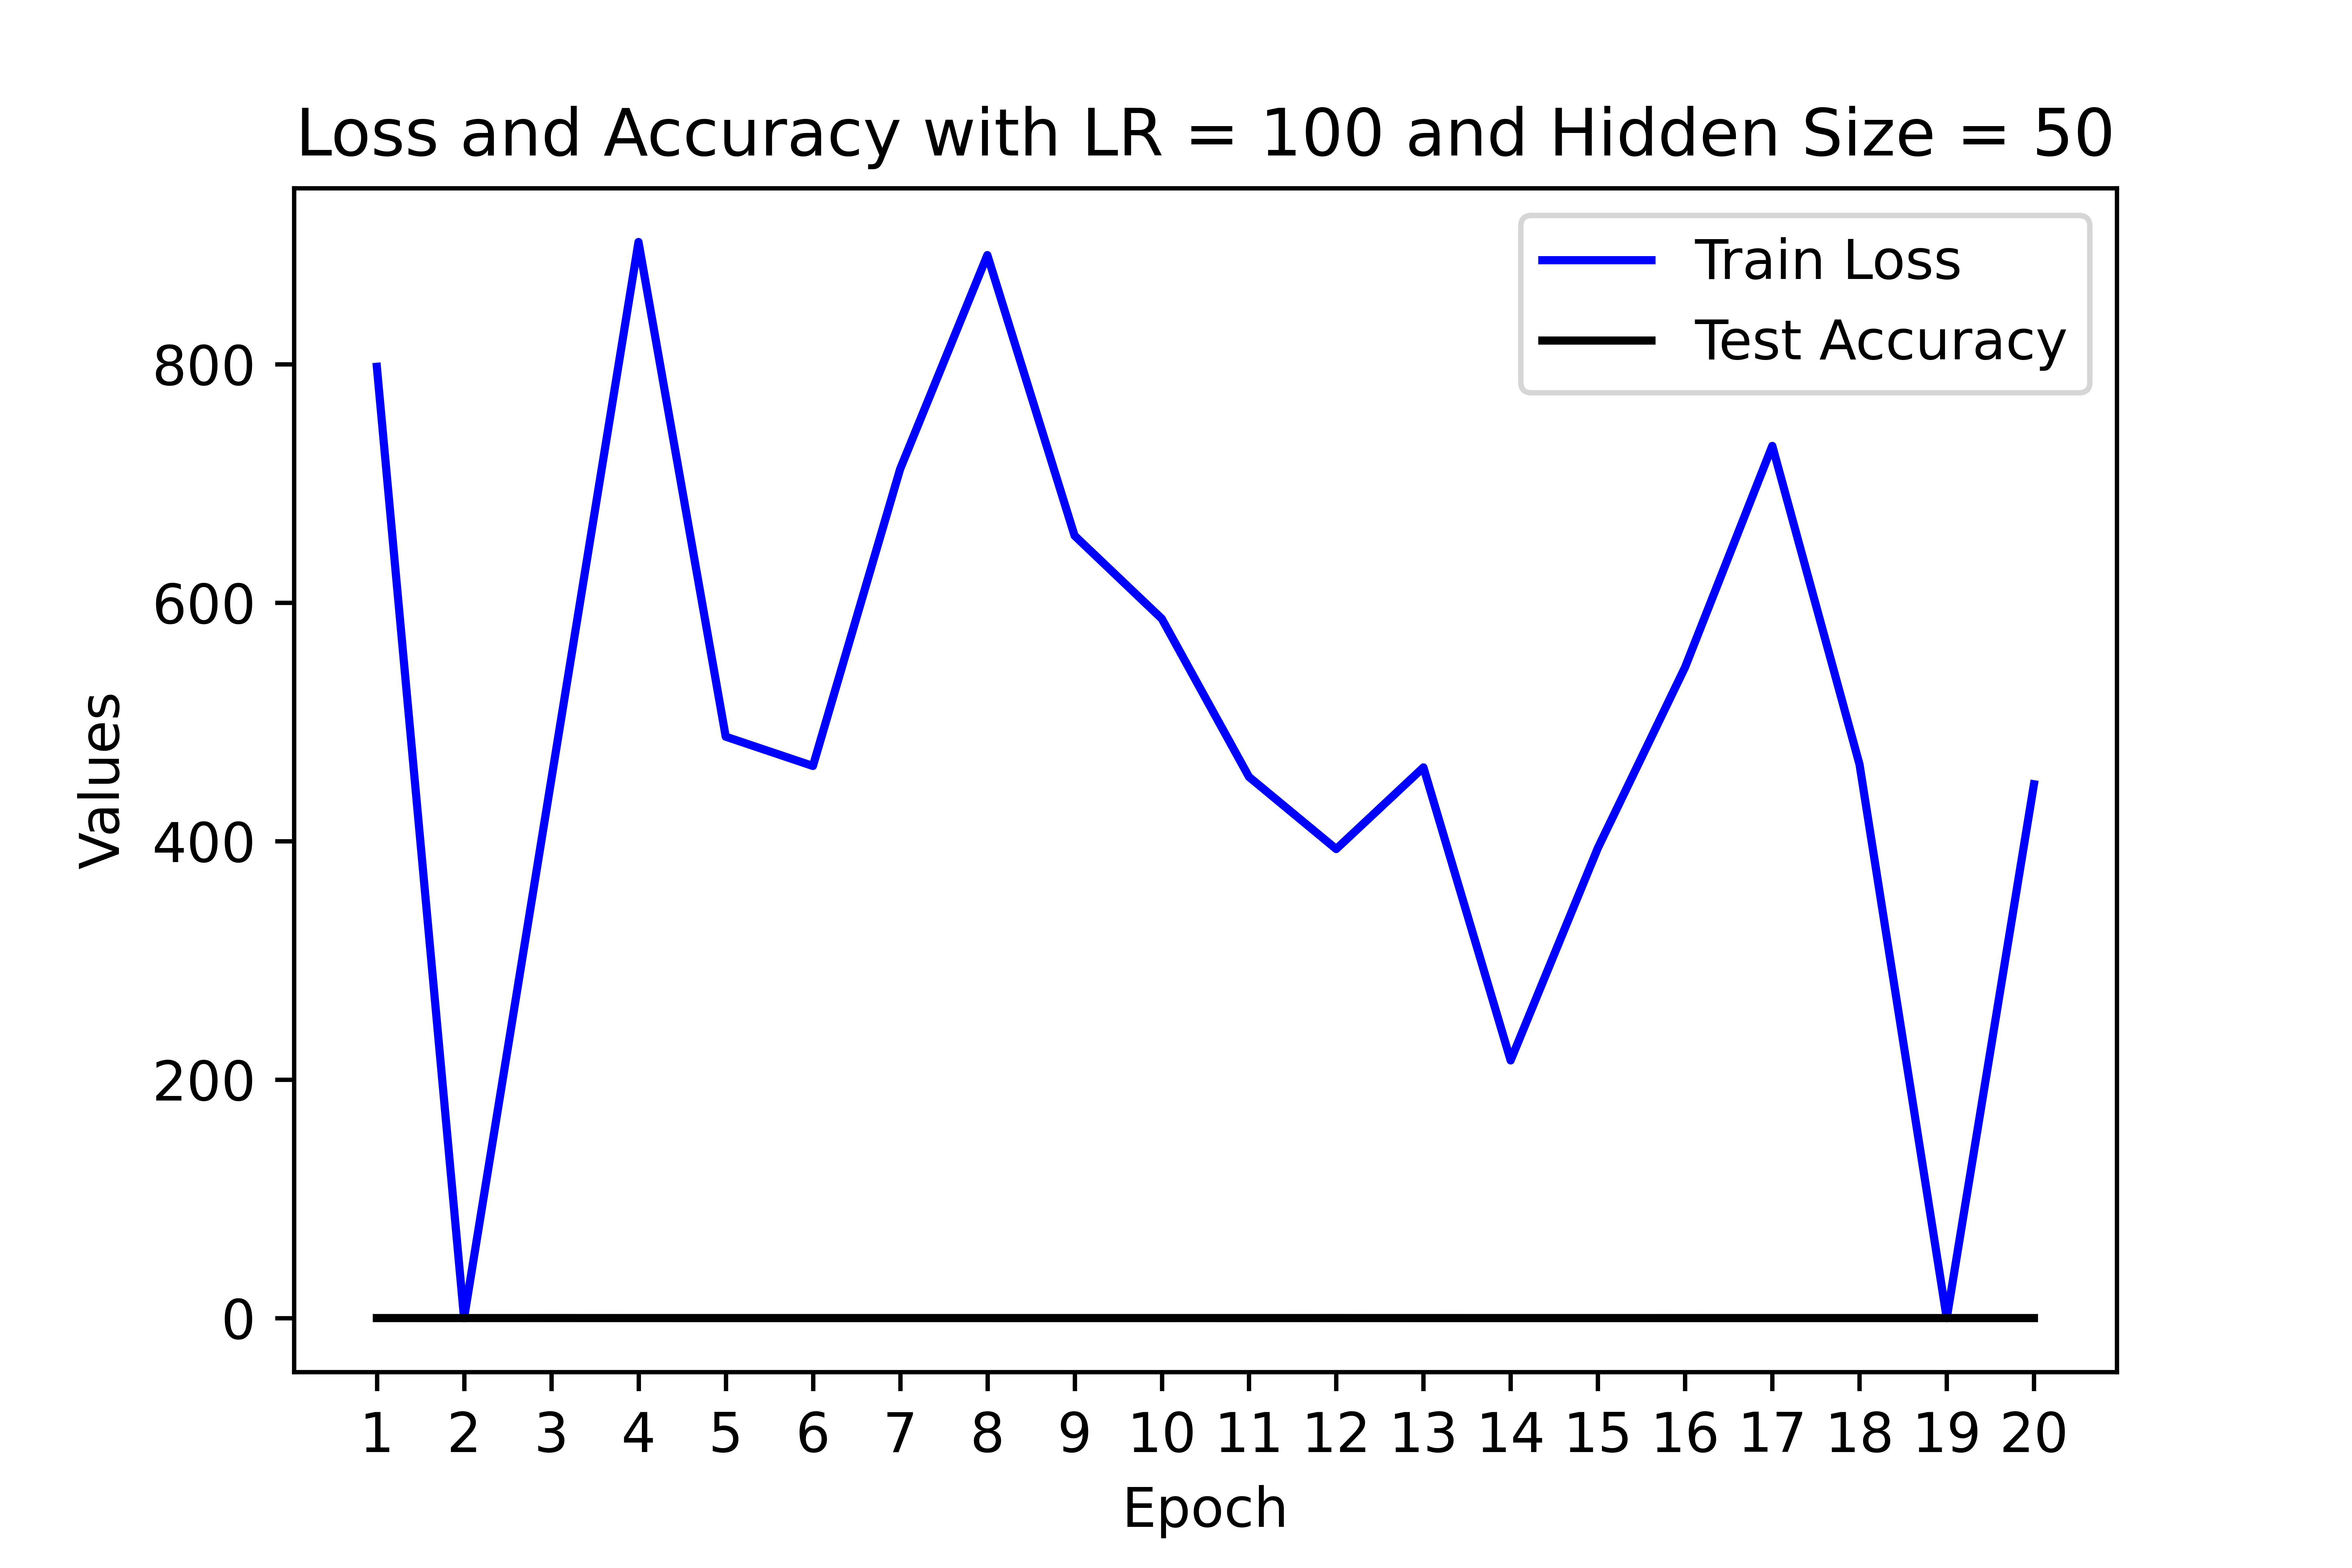 Loss and Accuracy with LR = 100 and Hidden Size = 50
Train Loss
Test Accuracy
800
600
400
200
0
Values
1 2 3 4 5 6 7 8 9 10 11 12 13 14 15 16 17 18 19 20
Epoch